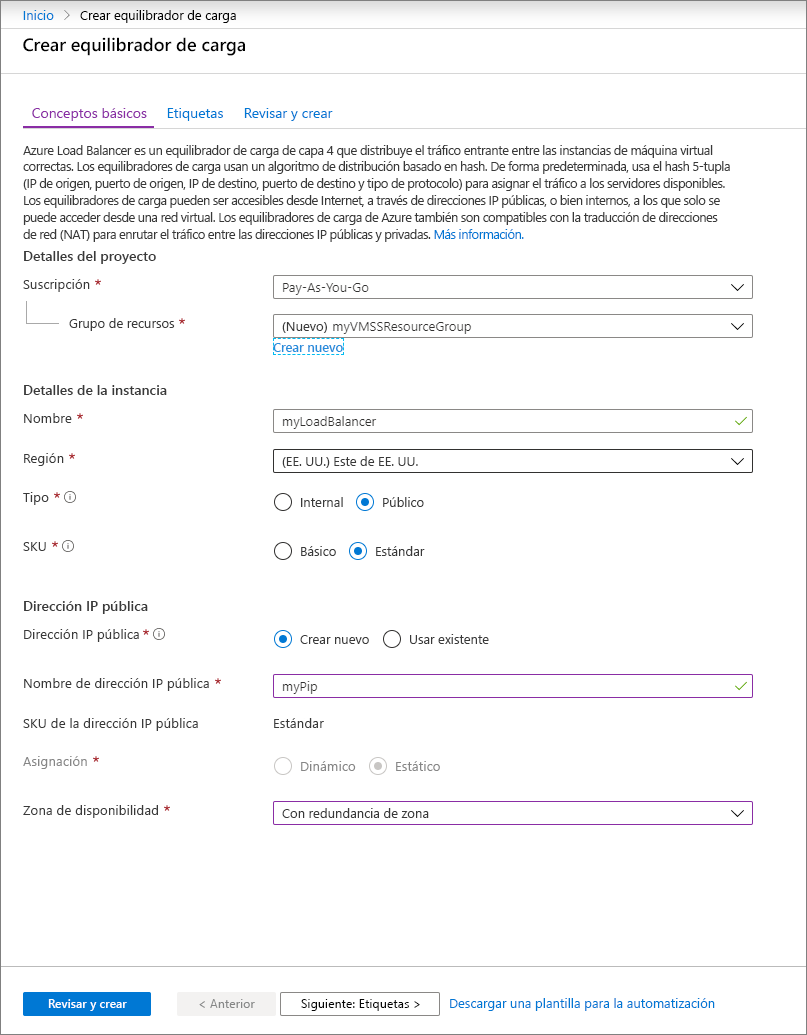 Inicio > Crear equilibrador de carga
Crear equilibrador de carga
Conceptos básicos Etiquetas Revisar y crear
Azure Load Balancer es un equilibrador de carga de capa 4 que distribuye el tráfico entrante entre las instancias de máquina virtual
correctas. Los equilibradores de carga usan un algoritmo de distribución basado en hash. De forma predeterminada, usa el hash 5-tupla
(IP de origen, puerto de origen, IP de destino, puerto de destino y tipo de protocolo) para asignar el tráfico a los servidores disponibles.
Los equilibradores de carga pueden ser accesibles desde Internet, a través de direcciones IP públicas, o bien internos, a los que solo se
puede acceder desde una red virtual. Los equilibradores de carga de Azure también son compatibles con la traducción de direcciones
de red (NAT) para enrutar el tráfico entre las direcciones IP públicas y privadas. Más información.
Detalles del proyecto
Suscripción * Pay-As-You-Go
Grupo de recursos * (Nuevo) myVMSSResourceGroup
Crear nuevo
Detalles de la instancia
Nombre * myLoadBalancer
Región * (EE. UU.) Este de EE. UU.
Tipo * Internal Público
SKU * Básico Estándar
Dirección IP pública
Dirección IP pública * Crear nuevo Usar existente
Nombre de dirección IP pública * myPip
SKU de la dirección IP pública Estándar
Asignación * Dinámico Estático
Zona de disponibilidad * Con redundancia de zona
Revisar y crear < Anterior Siguiente: Etiquetas > Descargar una plantilla para la automatización